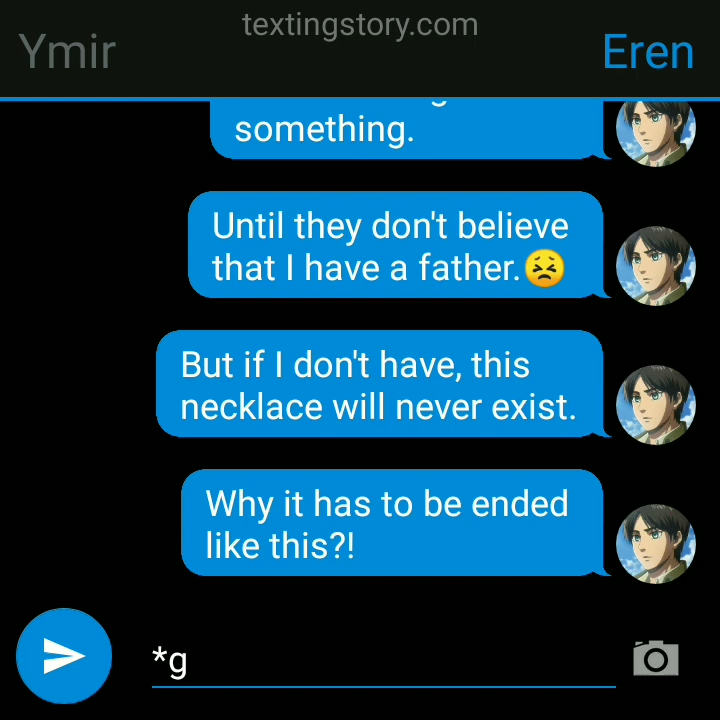 textingstory.com
Ymir
Eren
something.
Until they don't believe
that I have a father.😣
But if I don't have, this
necklace will never exist.
Why it has to be ended
like this?!
*g